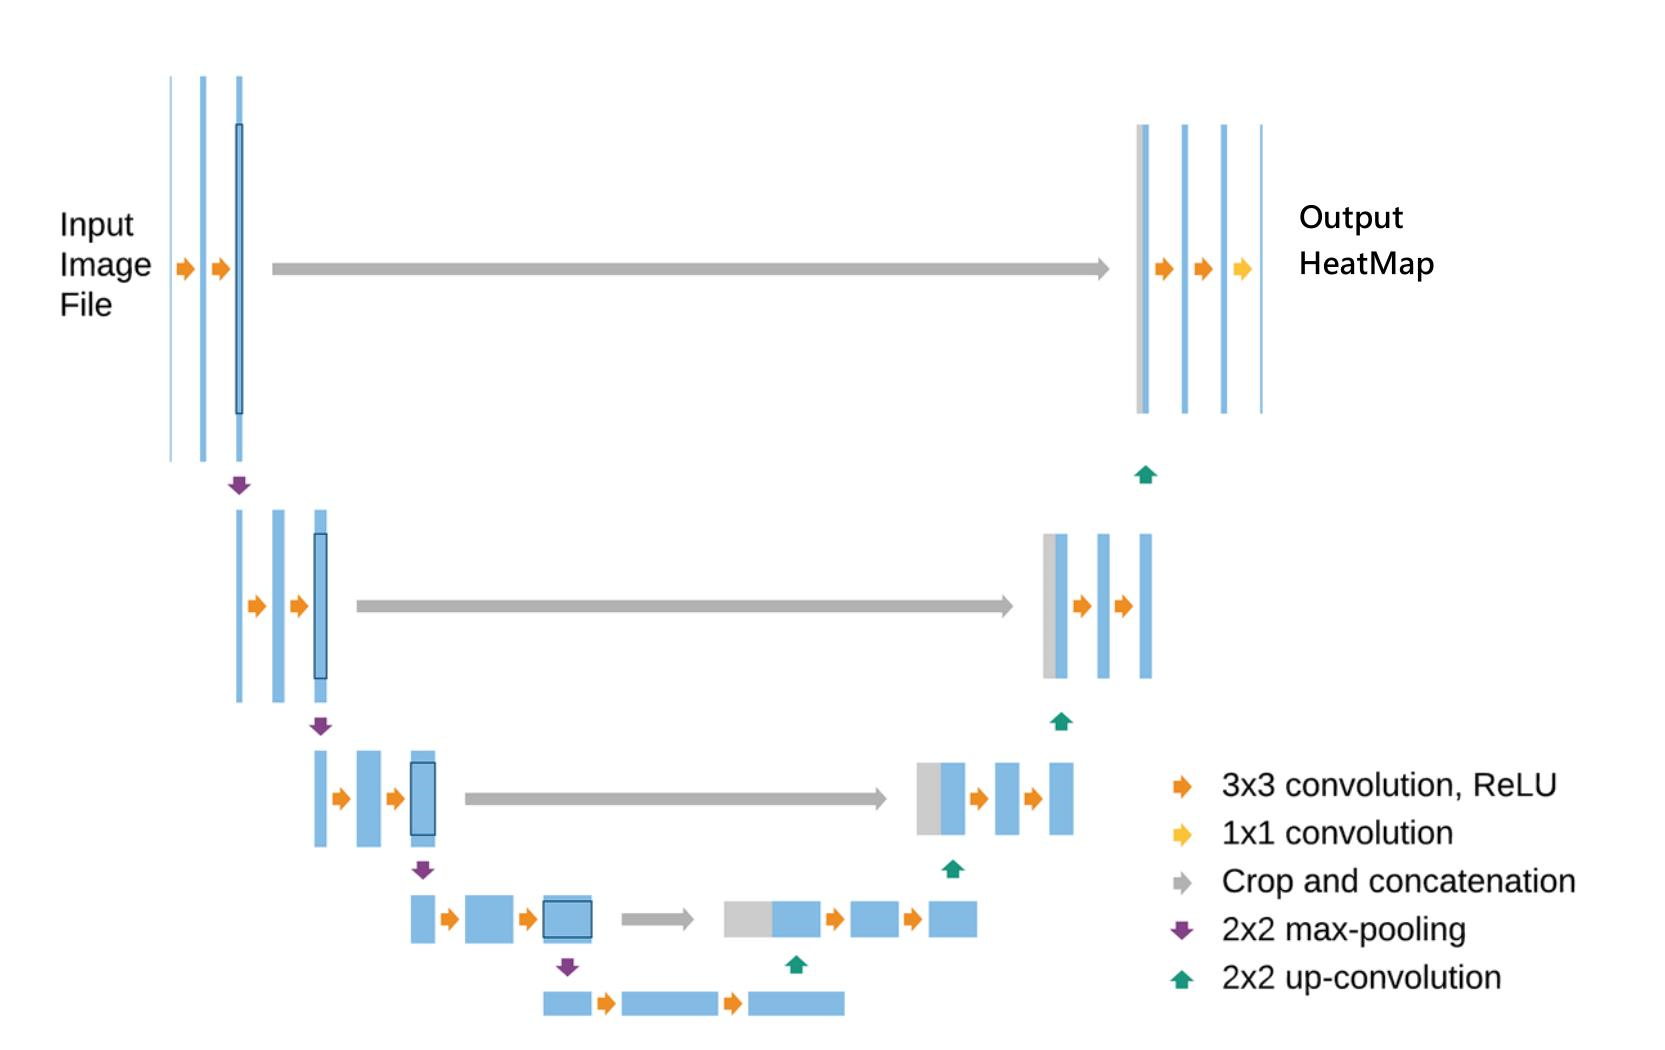 Input
Image
File
Output
HeatMap
3x3 convolution, ReLU
1x1 convolution
Crop and concatenation
2x2 max-pooling
2x2 up-convolution